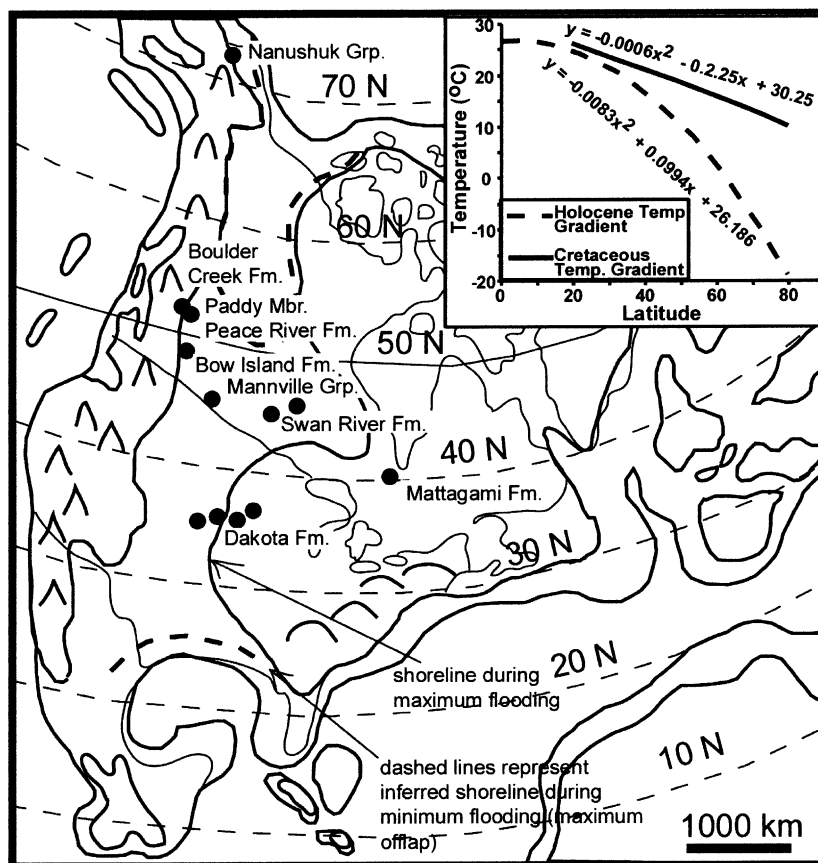 Nanushuk Grp.
70 N
60 N
Boulder
Creek Fm.
Paddy Mbr.
Peace River Fm.
50 N
Bow Island Fm.
Mannville Grp.
Swan River Fm.
40 N
Mattagami Fm.
Dakota Fm.
30 N
shoreline during
maximum flooding
20 N
dashed lines represent
inferred shoreline during
minimum flooding (maximum
offlap)
10 N
1000 km
30
20
10
0
-10
-20
Temperature (°C)
y = -0.0006x² - 0.2.25x + 30.25
y = -0.0083x² + 0.0994x + 26.186
Holocene Temp
Gradient
Cretaceous
Temp. Gradient
0 20 40 60 80
Latitude